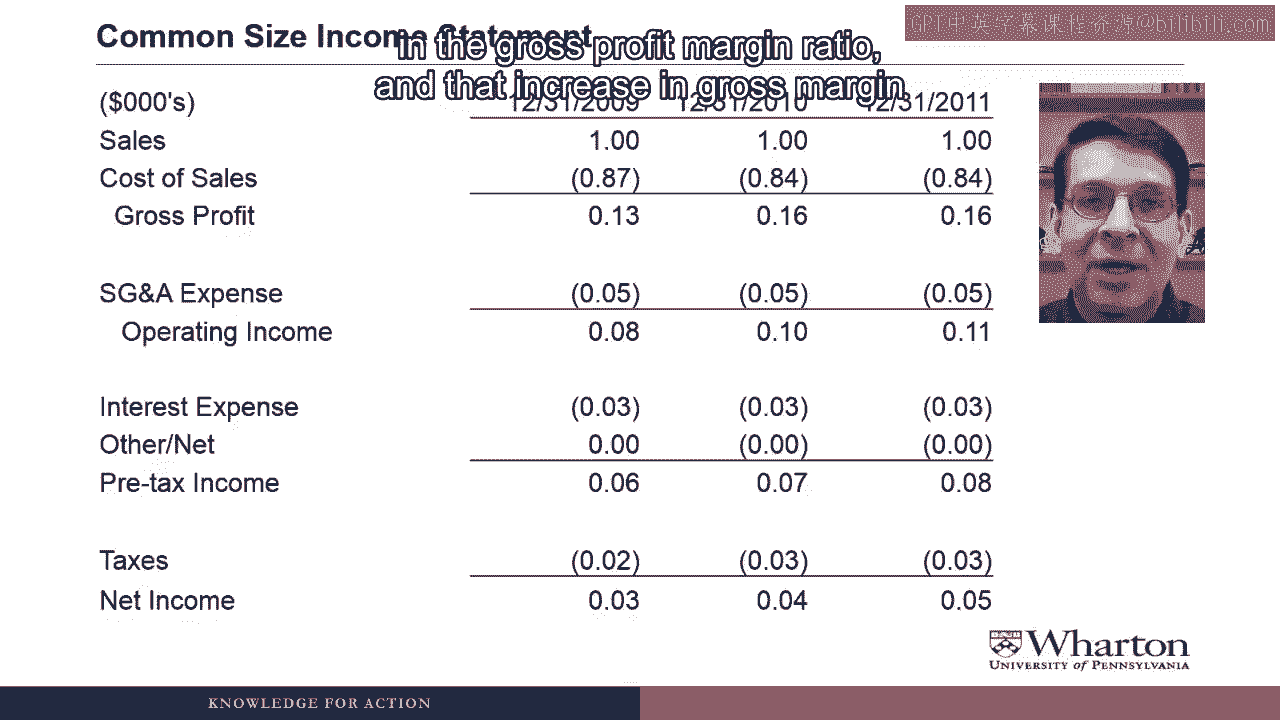 GPT中英字幕课程资源@bilibili.com
Common Size Income Statement
in the gross profit margin ratio,
and that increase in gross margin.
($000's) 12/31/2009 12/31/2010 12/31/2011
Sales 1.00 1.00 1.00
Cost of Sales (0.87) (0.84) (0.84)
Gross Profit 0.13 0.16 0.16
SG&A Expense (0.05) (0.05) (0.05)
Operating Income 0.08 0.10 0.11
Interest Expense (0.03) (0.03) (0.03)
Other/Net 0.00 (0.00) (0.00)
Pre-tax Income 0.06 0.07 0.08
Taxes (0.02) (0.03) (0.03)
Net Income 0.03 0.04 0.05
Wharton
UNIVERSITY of PENNSYLVANIA
KNOWLEDGE FOR ACTION